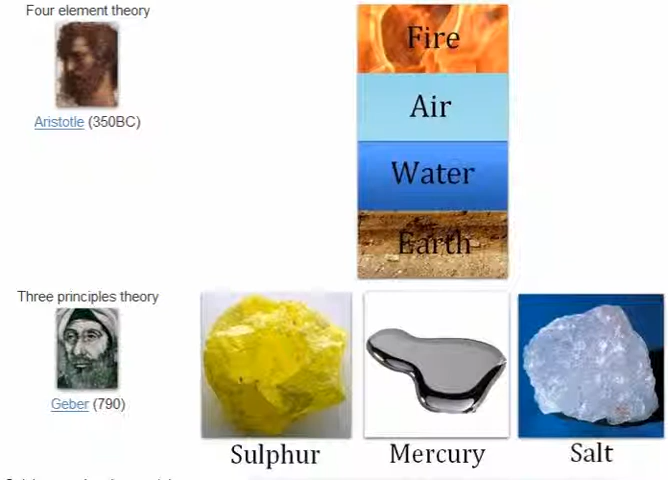 Four element theory
Aristotle (350BC)
Fire
Air
Water
Earth
Three principles theory
Geber (790)
Sulphur
Mercury
Salt